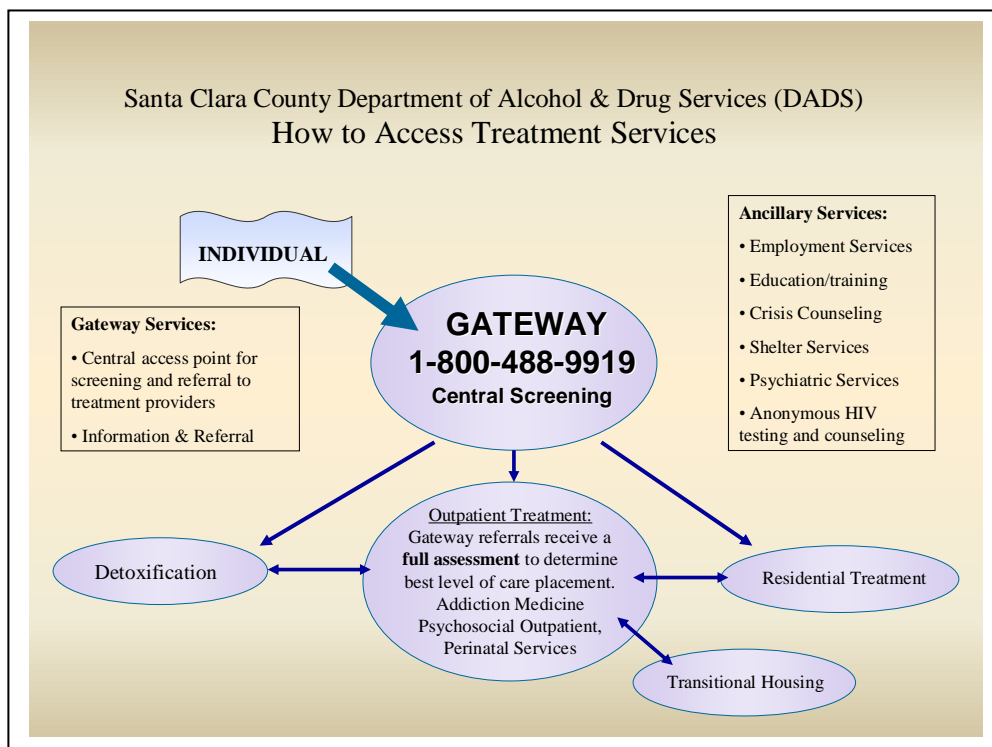 Santa Clara County Department of Alcohol & Drug Services (DADS)
How to Access Treatment Services
INDIVIDUAL
Gateway Services:
• Central access point for
screening and referral to
treatment providers
• Information & Referral
GATEWAY
1-800-488-9919
Central Screening
Ancillary Services:
• Employment Services
• Education/training
• Crisis Counseling
• Shelter Services
• Psychiatric Services
• Anonymous HIV
testing and counseling
Detoxification
Outpatient Treatment:
Gateway referrals receive a
full assessment to determine
best level of care placement.
Addiction Medicine
Psychosocial Outpatient,
Perinatal Services
Residential Treatment
Transitional Housing